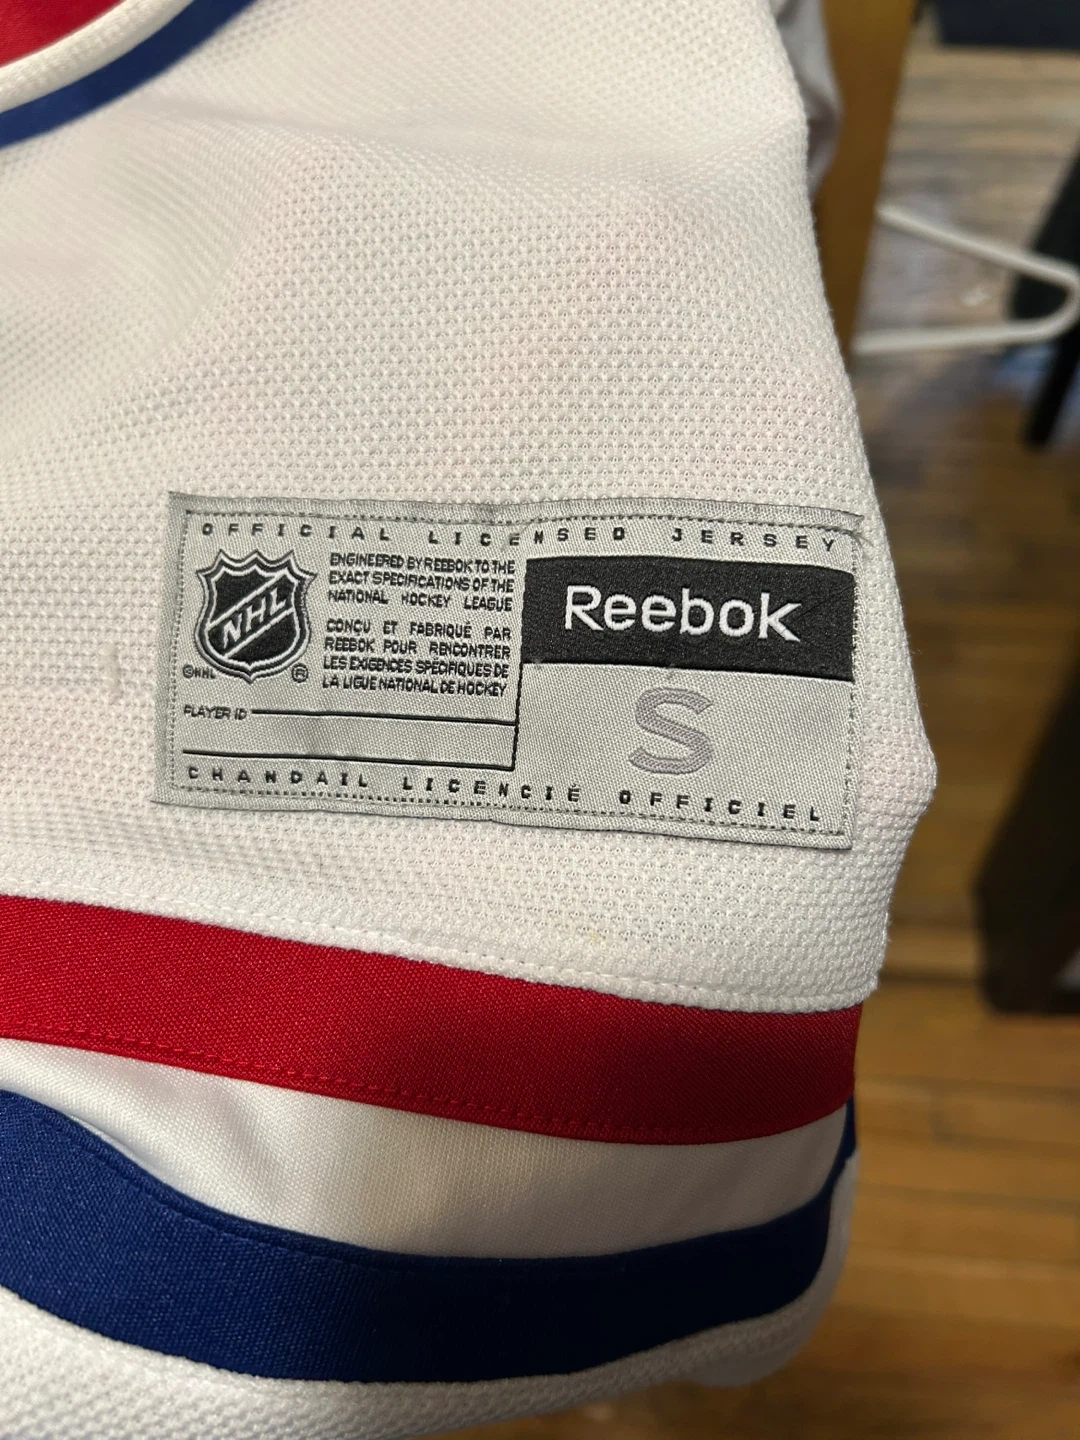 OFFICIAL LICENSED JERSEY
NHL
©NHL ®
ENGINEERED BY REEBOK TO THE
EXACT SPECIFICATIONS OF THE
NATIONAL HOCKEY LEAGUE
CONÇU ET FABRIQUÉ PAR
REEBOK POUR RENCONTRER
LES EXIGENCES SPÉCIFIQUES DE
LA LIGUE NATIONAL DE HOCKEY
PLAYER ID
Reebok
S
CHANDAIL LICENCIÉ OFFICIEL